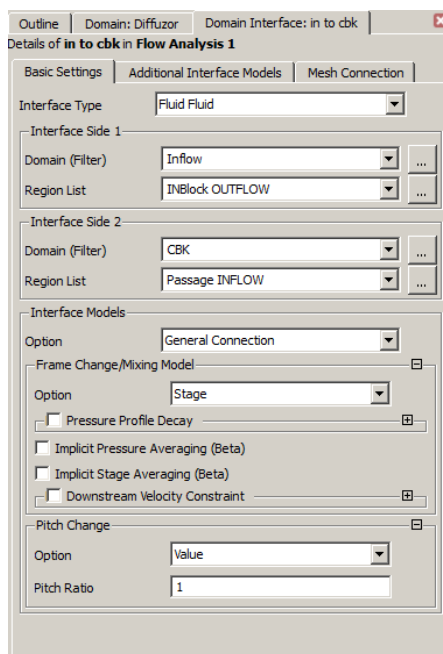 Outline Domain: Diffuzor Domain Interface: in to cbk
Details of in to cbk in Flow Analysis 1
Basic Settings Additional Interface Models Mesh Connection
Interface Type Fluid Fluid
Interface Side 1
Domain (Filter) Inflow ...
Region List INBlock OUTFLOW ...
Interface Side 2
Domain (Filter) CBK ...
Region List Passage INFLOW ...
Interface Models
Option General Connection
Frame Change/Mixing Model
Option Stage
Pressure Profile Decay
Implicit Pressure Averaging (Beta)
Implicit Stage Averaging (Beta)
Downstream Velocity Constraint
Pitch Change
Option Value
Pitch Ratio 1